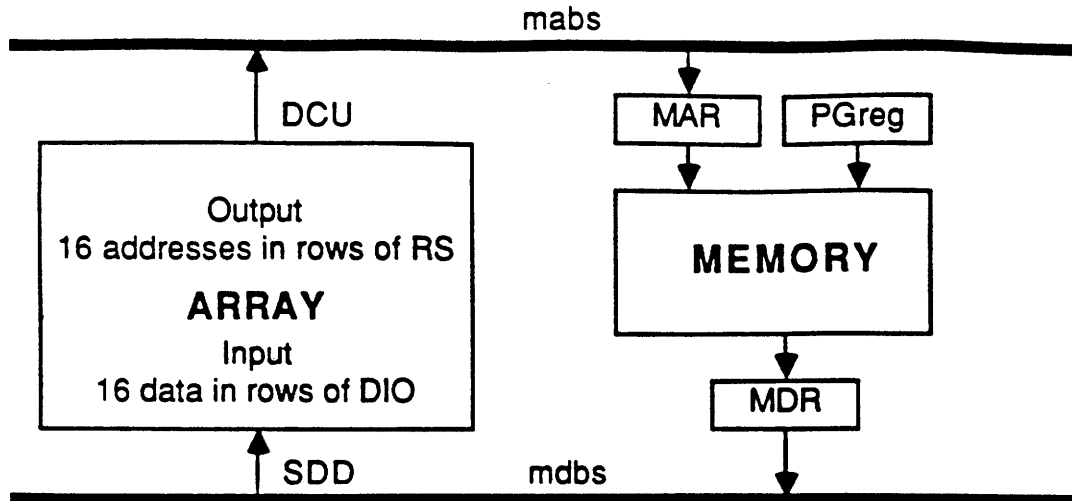 mabs
DCU
MAR
PGreg
Output
16 addresses in rows of RS
ARRAY
Input
16 data in rows of DIO
MEMORY
MDR
SDD
mdbs